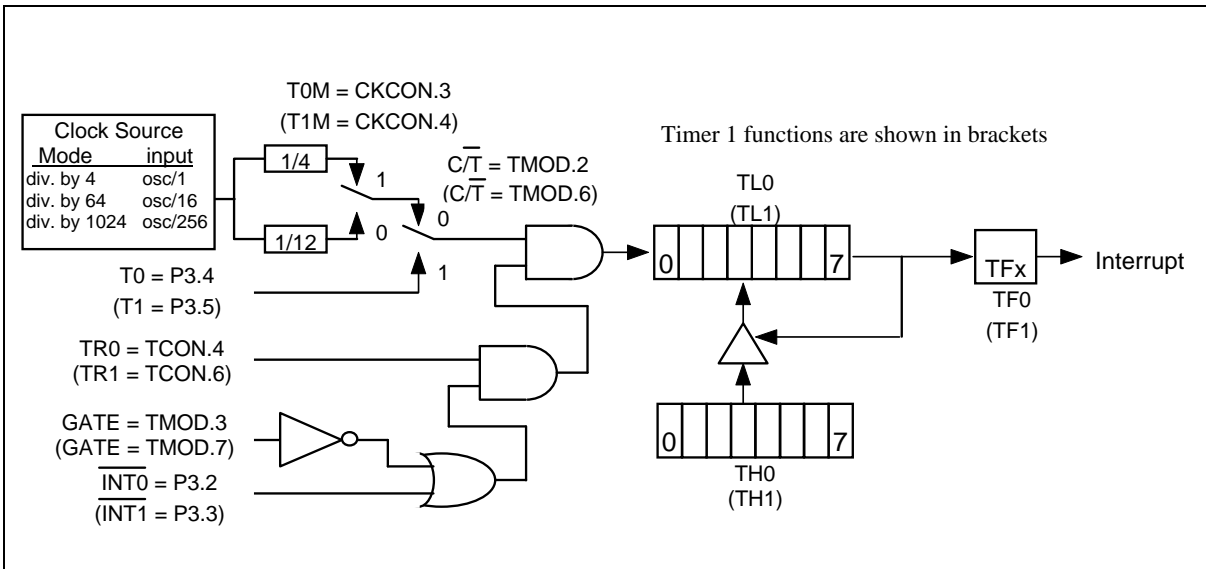 T0M = CKCON.3
(T1M = CKCON.4)
Clock Source
Mode input
div. by 4 osc/1
div. by 64 osc/16
div. by 1024 osc/256
1/4
1/12
1
0
C/T̅ = TMOD.2
(C/T̅ = TMOD.6)
0
1
T0 = P3.4
(T1 = P3.5)
TR0 = TCON.4
(TR1 = TCON.6)
GATE = TMOD.3
(GATE = TMOD.7)
I̅N̅T̅0̅ = P3.2
(I̅N̅T̅1̅ = P3.3)
Timer 1 functions are shown in brackets
TL0
(TL1)
0 7
TFx
Interrupt
TF0
(TF1)
0 7
TH0
(TH1)